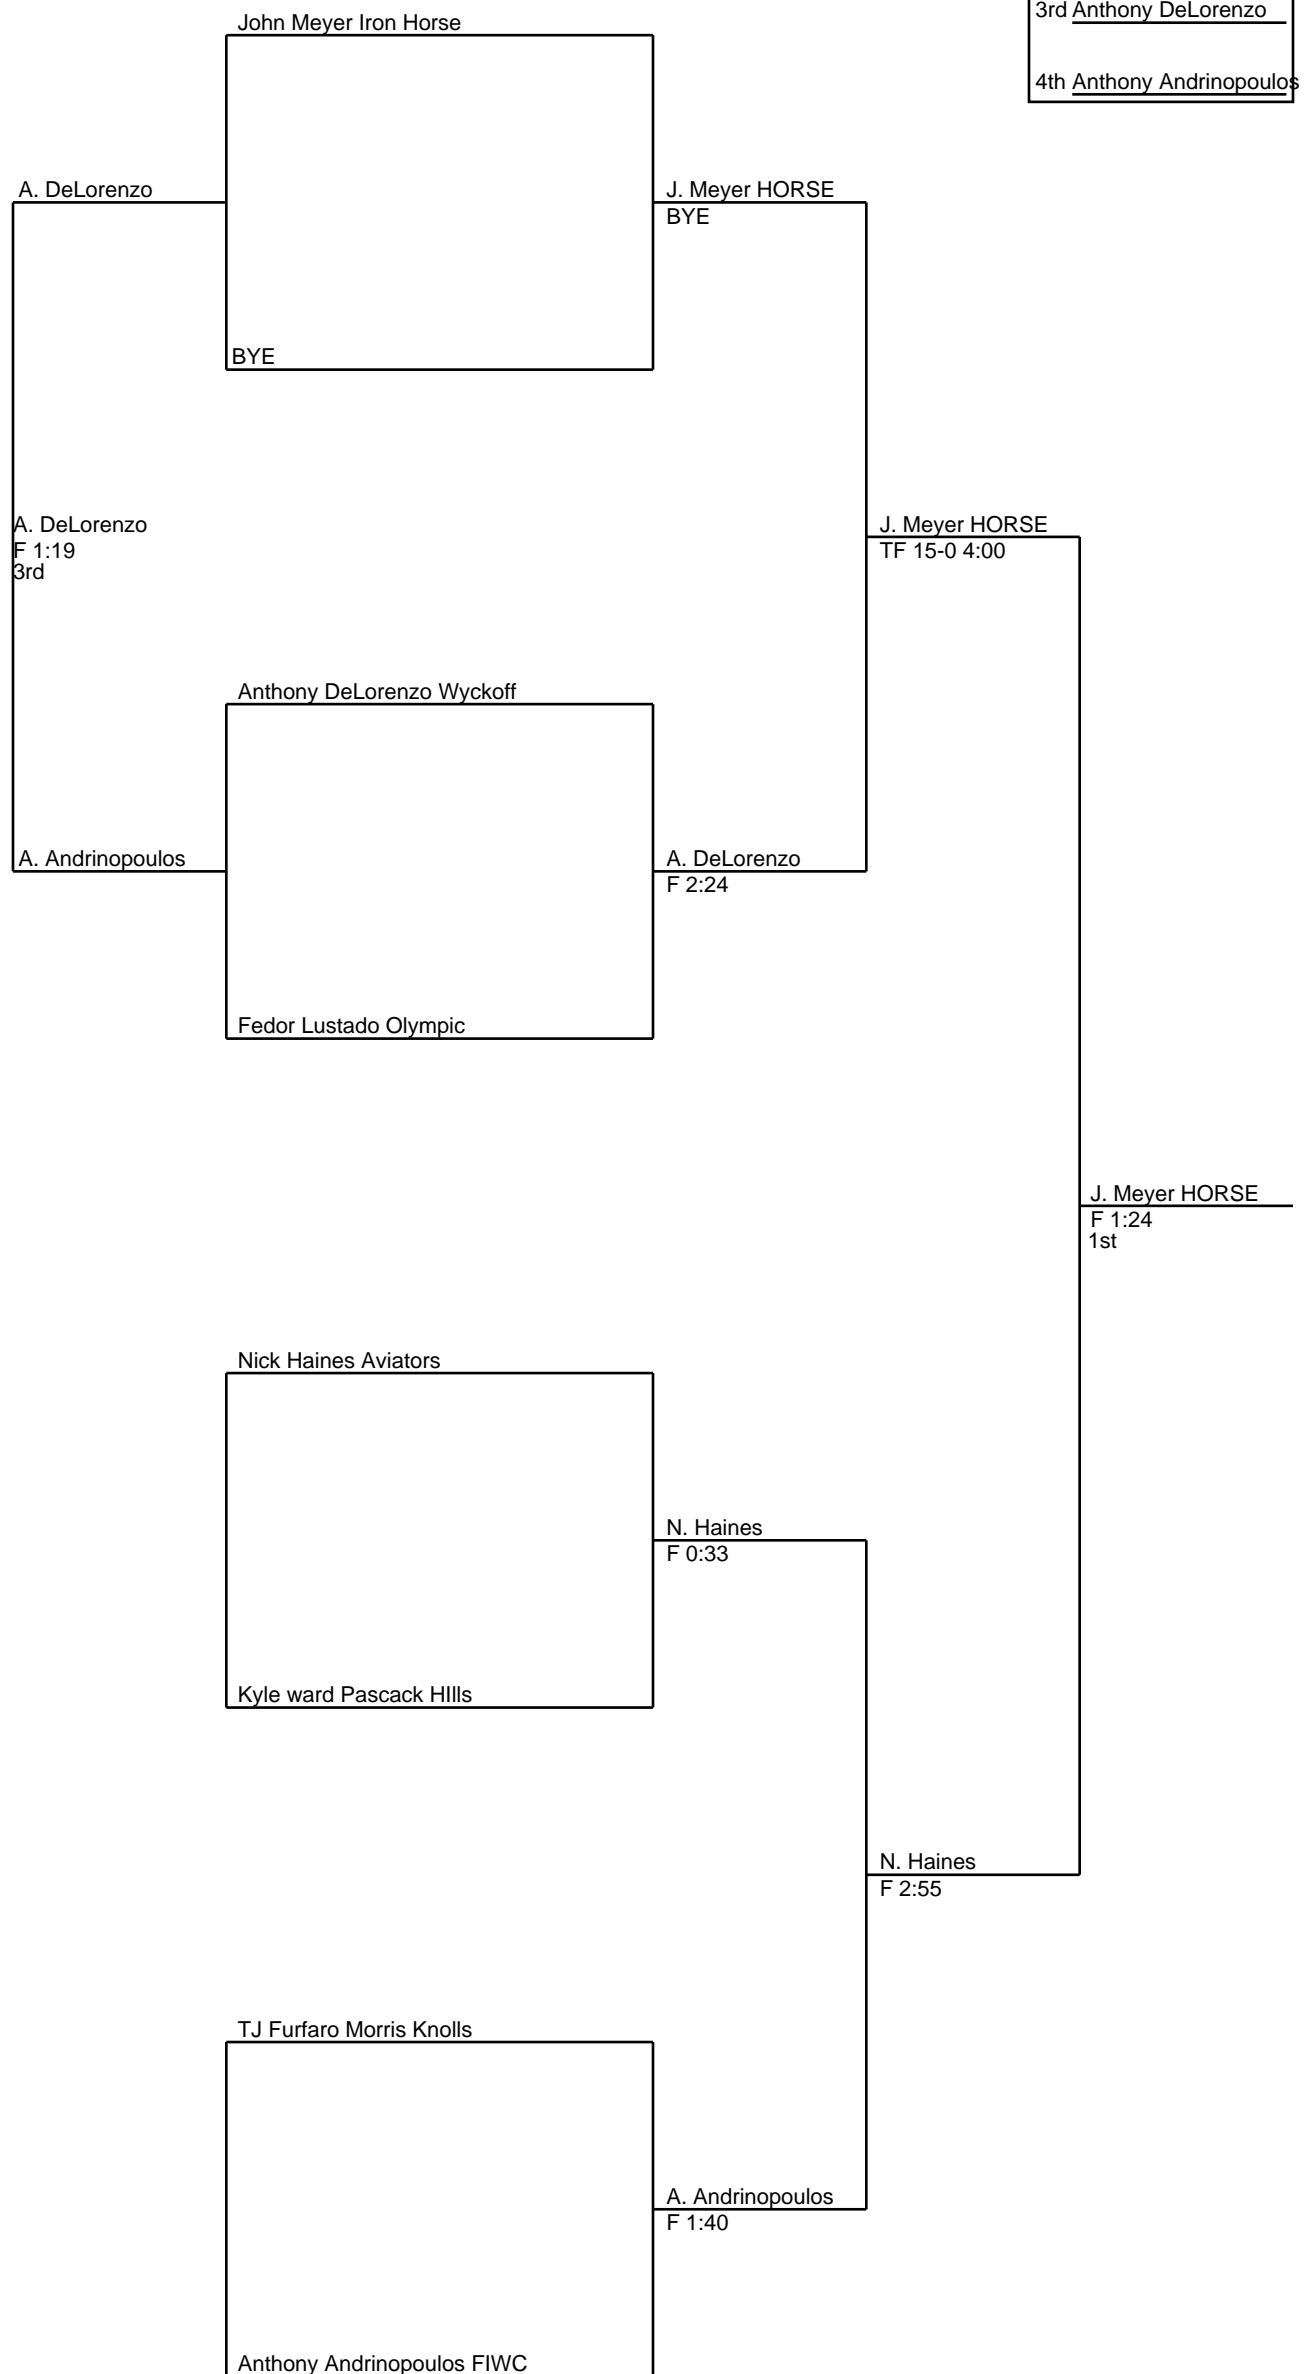 John Meyer Iron Horse
3rd Anthony DeLorenzo
4th Anthony Andrinopoulos
A. DeLorenzo
J. Meyer HORSE
BYE
BYE
A. DeLorenzo
F 1:19
3rd
J. Meyer HORSE
TF 15-0 4:00
Anthony DeLorenzo Wyckoff
A. Andrinopoulos
A. DeLorenzo
F 2:24
Fedor Lustado Olympic
J. Meyer HORSE
F 1:24
1st
Nick Haines Aviators
N. Haines
F 0:33
Kyle ward Pascack HIlls
N. Haines
F 2:55
TJ Furfaro Morris Knolls
A. Andrinopoulos
F 1:40
Anthony Andrinopoulos FIWC